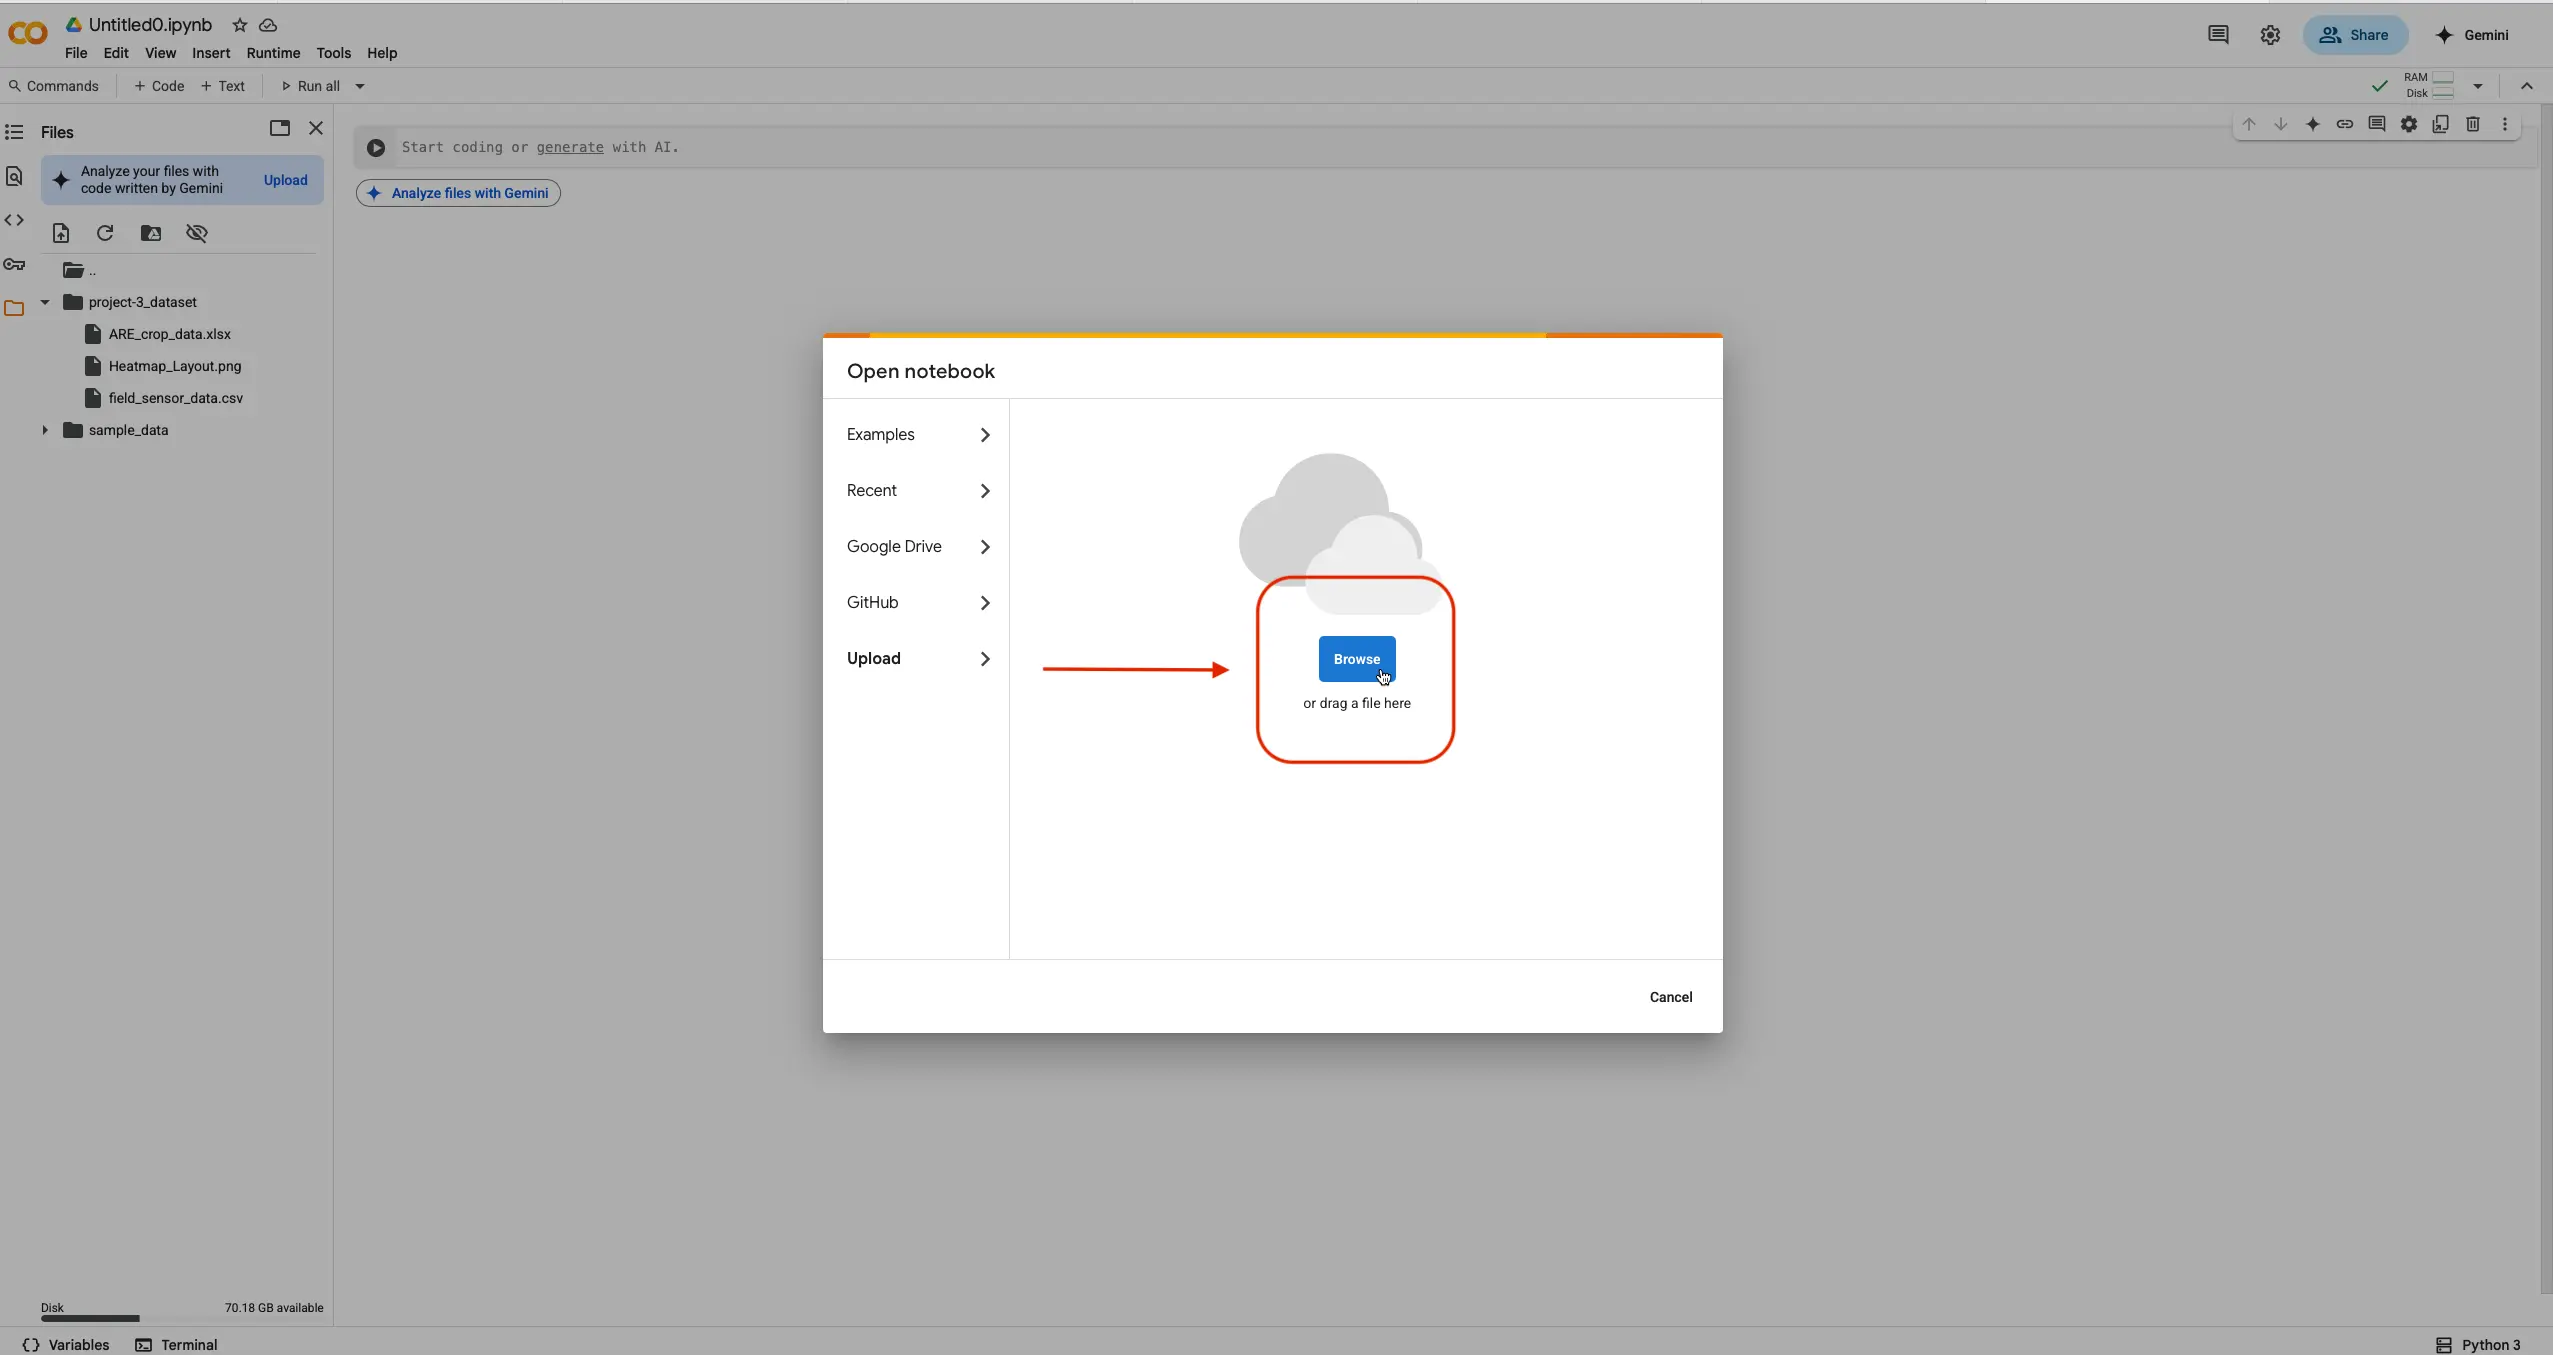 Untitled0.ipynb
File Edit View Insert Runtime Tools Help
Share
Gemini
Commands + Code + Text Run all
RAM
Disk
Files
Analyze your files with
code written by Gemini
Upload
..
project-3_dataset
ARE_crop_data.xlsx
Heatmap_Layout.png
field_sensor_data.csv
sample_data
Start coding or generate with AI.
Analyze files with Gemini
Open notebook
Examples
Recent
Google Drive
GitHub
Upload
Browse
or drag a file here
Cancel
Disk 70.18 GB available
Variables Terminal
Python 3